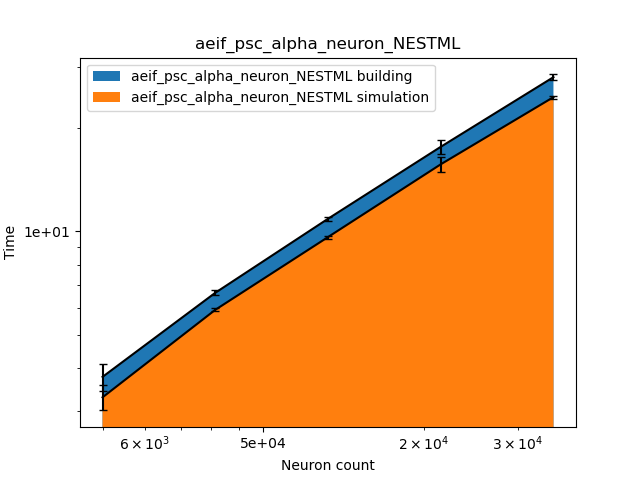 aeif_psc_alpha_neuron_NESTML
aeif_psc_alpha_neuron_NESTML building
aeif_psc_alpha_neuron_NESTML simulation
Time
1e+01
6 × 10³ 5e+04 2 × 10⁴ 3 × 10⁴
Neuron count